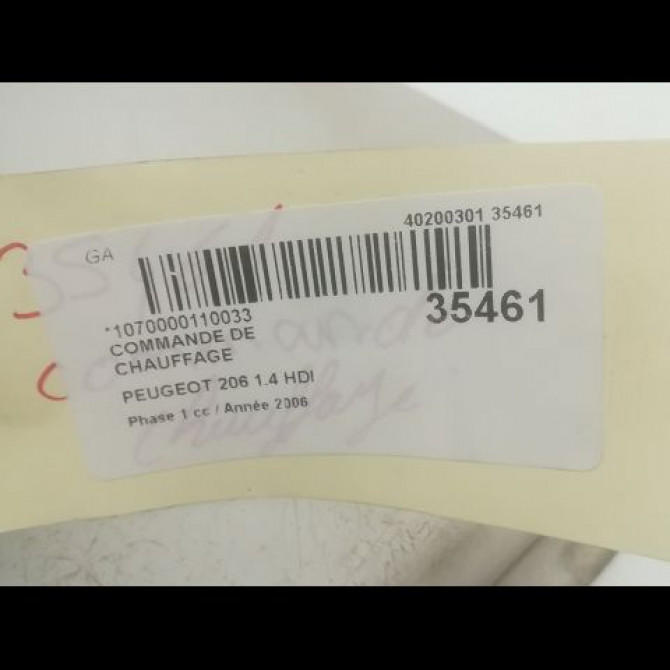 40200301 35461
GA
35461
*1070000110033
COMMANDE DE
CHAUFFAGE
PEUGEOT 206 1.4 HDI
Phase 1 cc / Année 2006